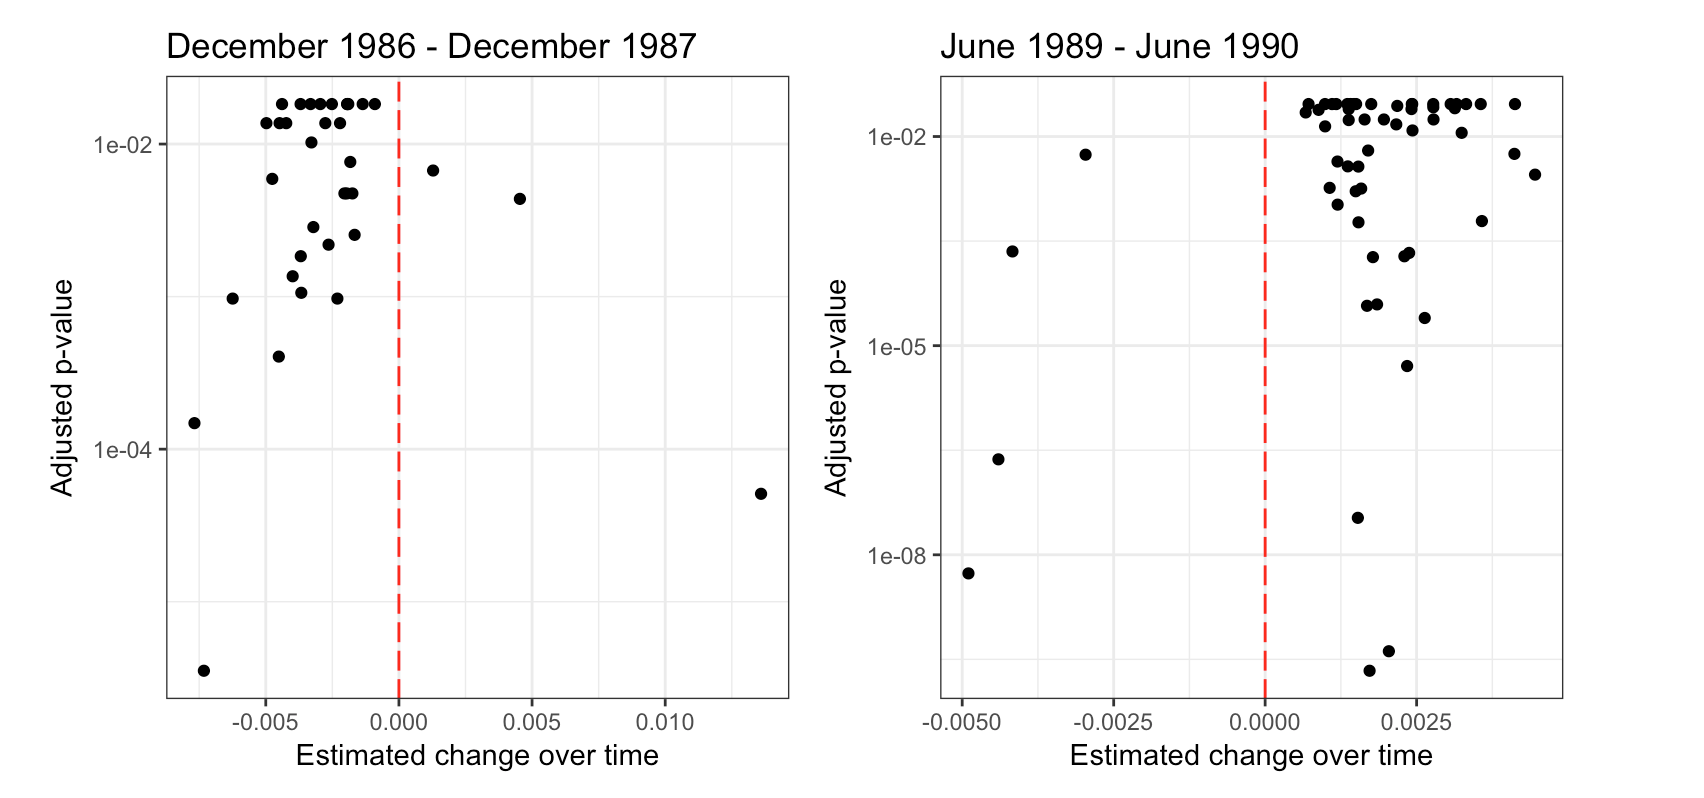 December 1986 - December 1987
Adjusted p-value
1e-02
1e-04
-0.005 0.000 0.005 0.010
Estimated change over time
June 1989 - June 1990
Adjusted p-value
1e-02
1e-05
1e-08
-0.0050 -0.0025 0.0000 0.0025
Estimated change over time